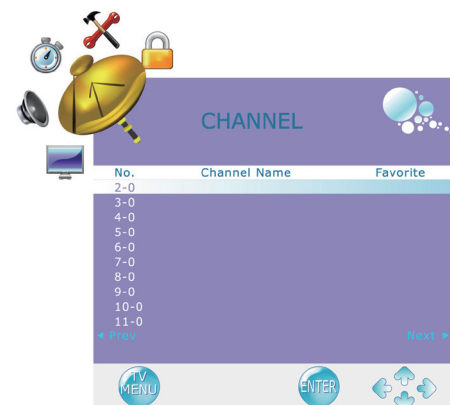 CHANNEL
No. Channel Name Favorite
2-0
3-0
4-0
5-0
6-0
7-0
8-0
9-0
10-0
11-0
Prev Next
TV MENU ENTER